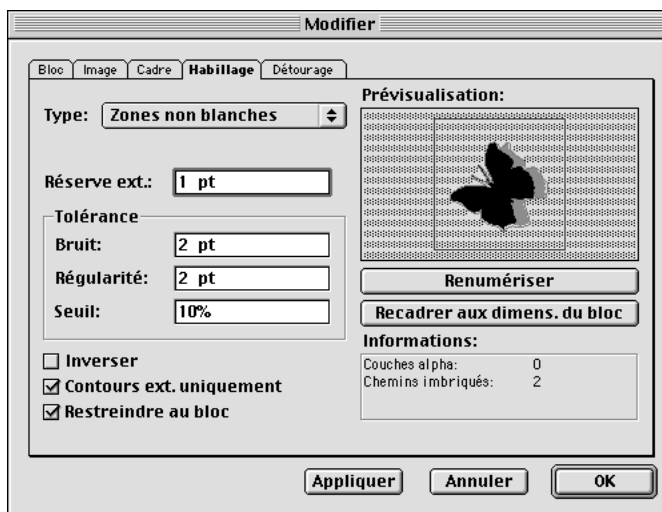 Modifier
Bloc Image Cadre Habillage Détourage
Type: Zones non blanches
Réserve ext.: 1 pt
Tolérance
Bruit: 2 pt
Régularité: 2 pt
Seuil: 10%
Inverser
Contours ext. uniquement
Restreindre au bloc
Prévisualisation:
Renumériser
Recadrer aux dimens. du bloc
Informations:
Couches alpha: 0
Chemins imbriqués: 2
Appliquer Annuler OK